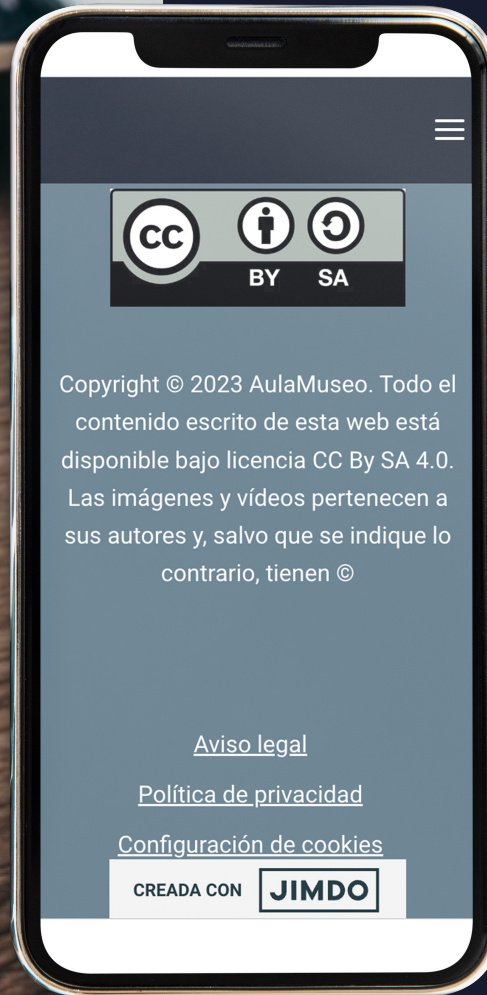 CC
BY SA
Copyright © 2023 AulaMuseo. Todo el
contenido escrito de esta web está
disponible bajo licencia CC By SA 4.0.
Las imágenes y vídeos pertenecen a
sus autores y, salvo que se indique lo
contrario, tienen ©
Aviso legal
Política de privacidad
Configuración de cookies
CREADA CON JIMDO